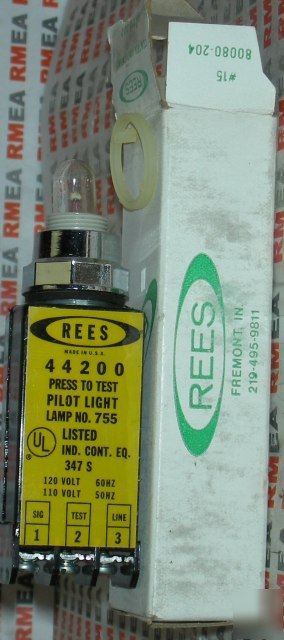 REES
MADE IN U.S.A.
44200
PRESS TO TEST
PILOT LIGHT
LAMP NO. 755
UL
®
LISTED
IND. CONT. EQ.
347 S
120 VOLT 60HZ
110 VOLT 50HZ
SIG TEST LINE
1 2 3
80080-204
#15
REES
FREMONT, IN
219-495-9811
RMEA RMEA RMEA